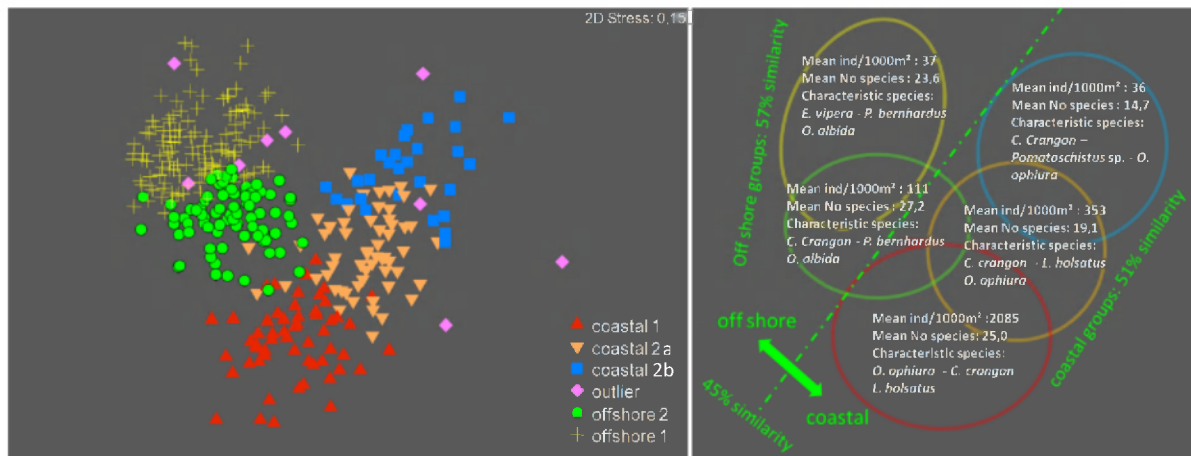 2D Stress: 0,15
coastal 1
coastal 2a
coastal 2b
outlier
offshore 2
offshore 1
Off shore groups: 57% similarity
Mean ind/1000m² : 37
Mean No species : 23,6
Characteristic species:
E. vipera - P. bernhardus
O. albida
Mean ind/1000m² : 36
Mean No species : 14,7
Characteristic species:
C. Crangon –
Pomatoschistus sp. - O.
ophiura
Mean ind/1000m² : 111
Mean No species : 27,2
Characteristic species:
C. Crangon - P. bernhardus
O. albida
Mean ind/1000m² : 353
Mean No species : 19,1
Characteristic species:
C. crangon - L. holsatus
O. ophiura
Mean ind/1000m² :2085
Mean No species : 25,0
Characteristic species:
O. ophiura - C. crangon
L. holsatus
coastal groups: 51% similarity
off shore
coastal
45% similarity